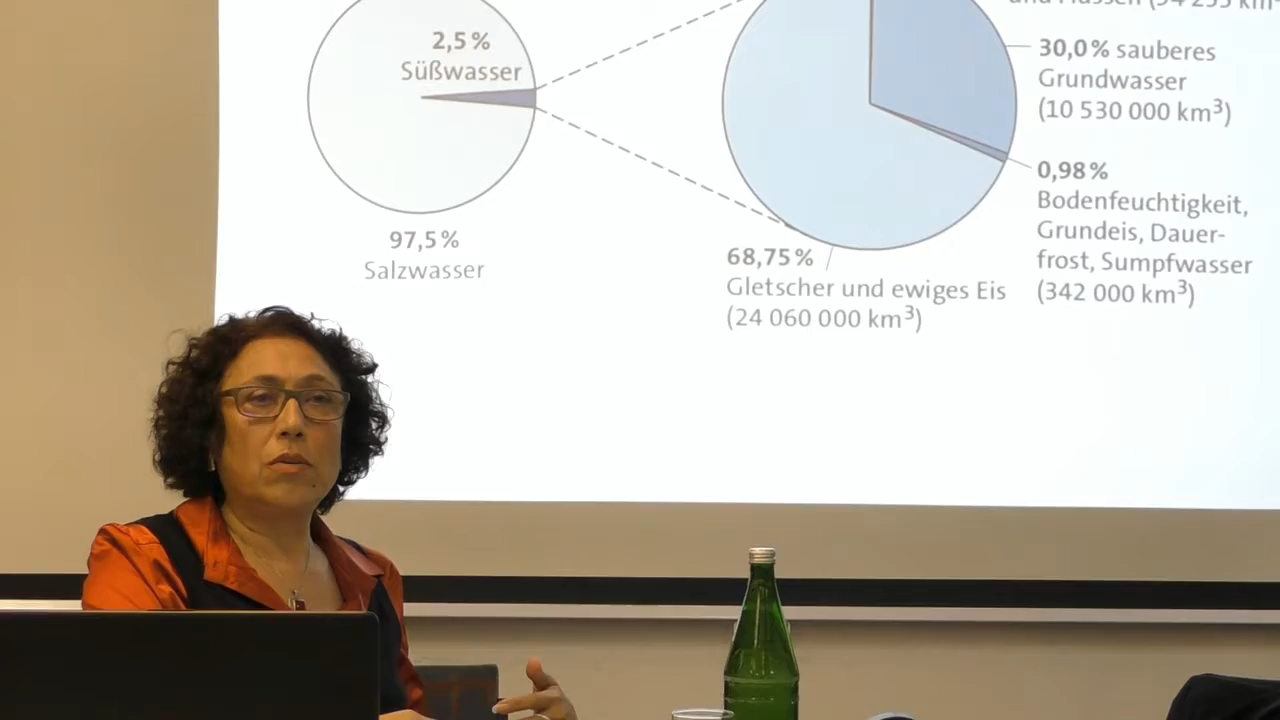 2,5 %
Süßwasser
97,5 %
Salzwasser
68,75 %
Gletscher und ewiges Eis
(24 060 000 km³)
30,0 % sauberes
Grundwasser
(10 530 000 km³)
0,98 %
Bodenfeuchtigkeit,
Grundeis, Dauer-
frost, Sumpfwasser
(342 000 km³)